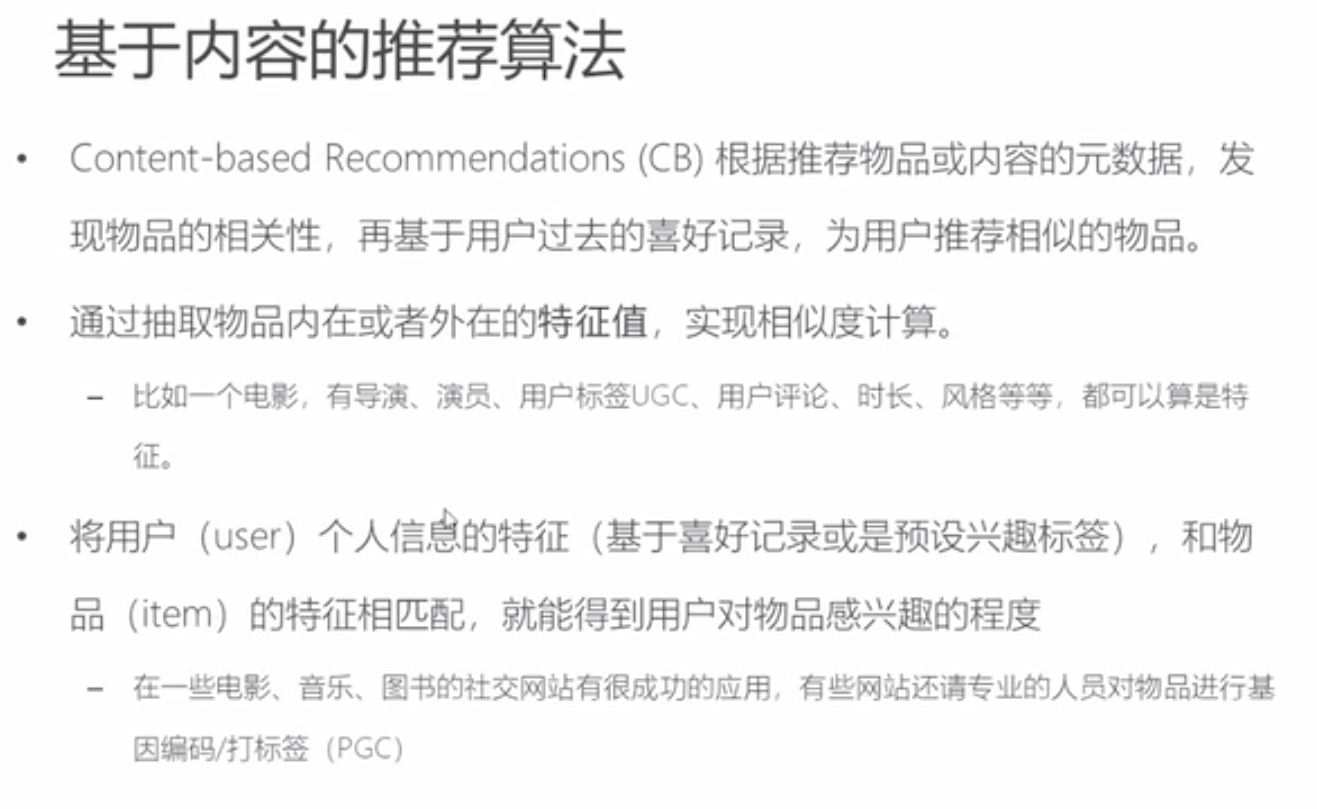 基于内容的推荐算法
• Content-based Recommendations (CB) 根据推荐物品或内容的元数据，发
现物品的相关性，再基于用户过去的喜好记录，为用户推荐相似的物品。
• 通过抽取物品内在或者外在的特征值，实现相似度计算。
– 比如一个电影，有导演、演员、用户标签UGC、用户评论、时长、风格等等，都可以算是特
征。
• 将用户（user）个人信息的特征（基于喜好记录或是预设兴趣标签），和物
品（item）的特征相匹配，就能得到用户对物品感兴趣的程度
– 在一些电影、音乐、图书的社交网站有很成功的应用，有些网站还请专业的人员对物品进行基
因编码/打标签（PGC）